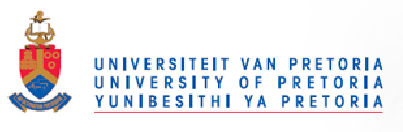 UNIVERSITEIT VAN PRETORIA
UNIVERSITY OF PRETORIA
YUNIBESITHI YA PRETORIA